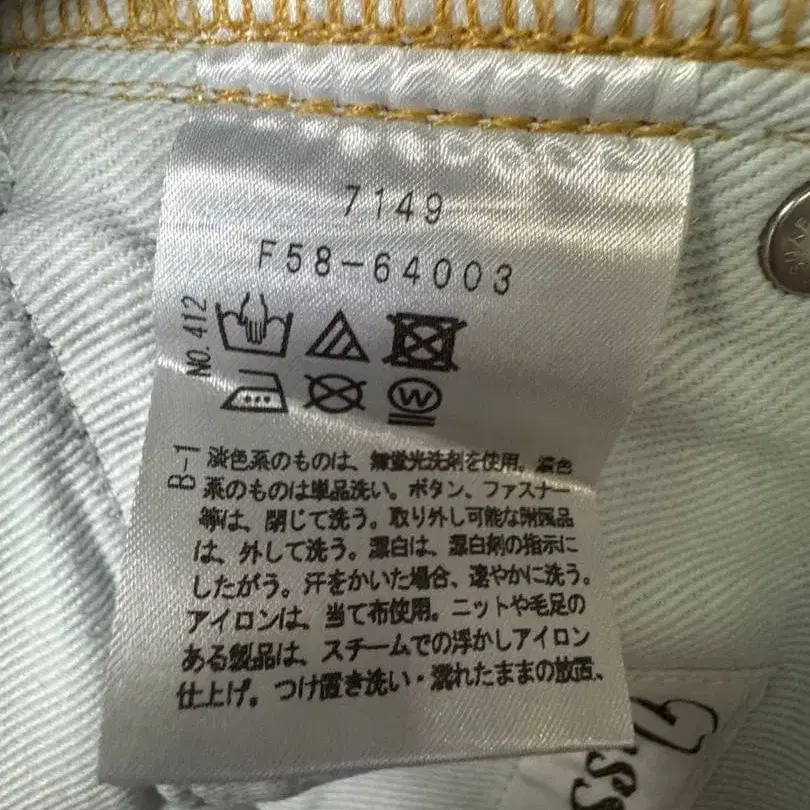 7149
F58-64003
NO.412
W
B-1
淡色系のものは、無蛍光洗剤を使用。濃色
系のものは単品洗い。ボタン、ファスナー
等は、閉じて洗う。取り外し可能な附属品
は、外して洗う。漂白は、漂白剤の指示に
したがう。汗をかいた場合、速やかに洗う。
アイロンは、当て布使用。ニットや毛足の
ある製品は、スチームでの浮かしアイロン
仕上げ。つけ置き洗い・濡れたままの放置、